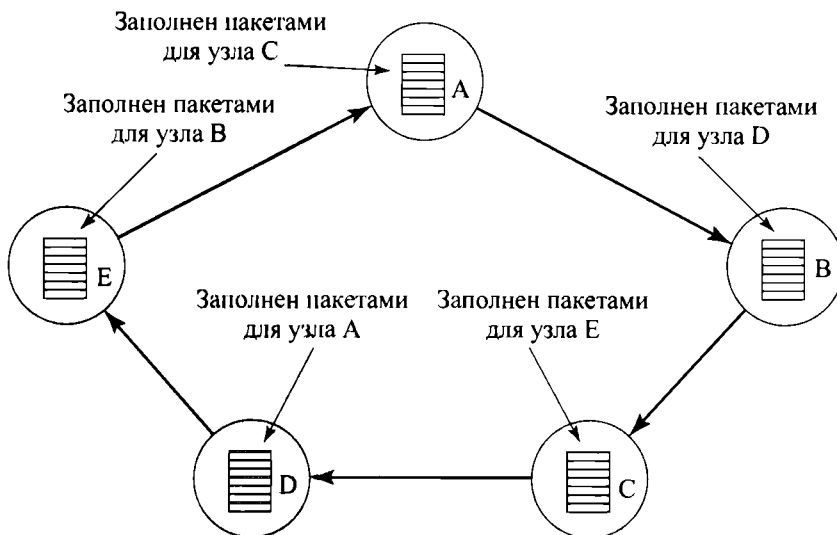 Заполнен пакетами
для узла C
A
Заполнен пакетами
для узла B
Заполнен пакетами
для узла D
E
B
Заполнен пакетами
для узла A
Заполнен пакетами
для узла E
D
C